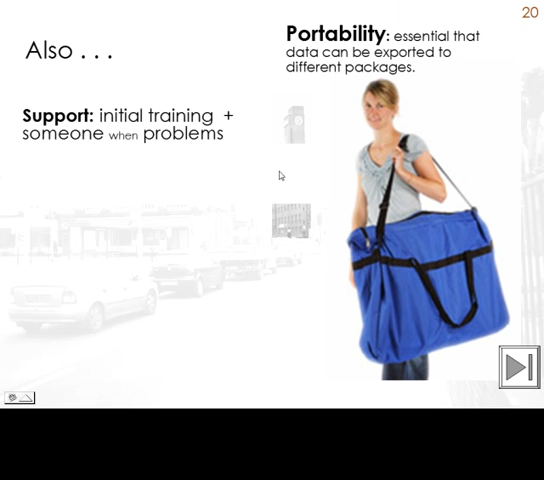 20
Also . . .
Support: initial training +
someone when problems
Portability: essential that
data can be exported to
different packages.